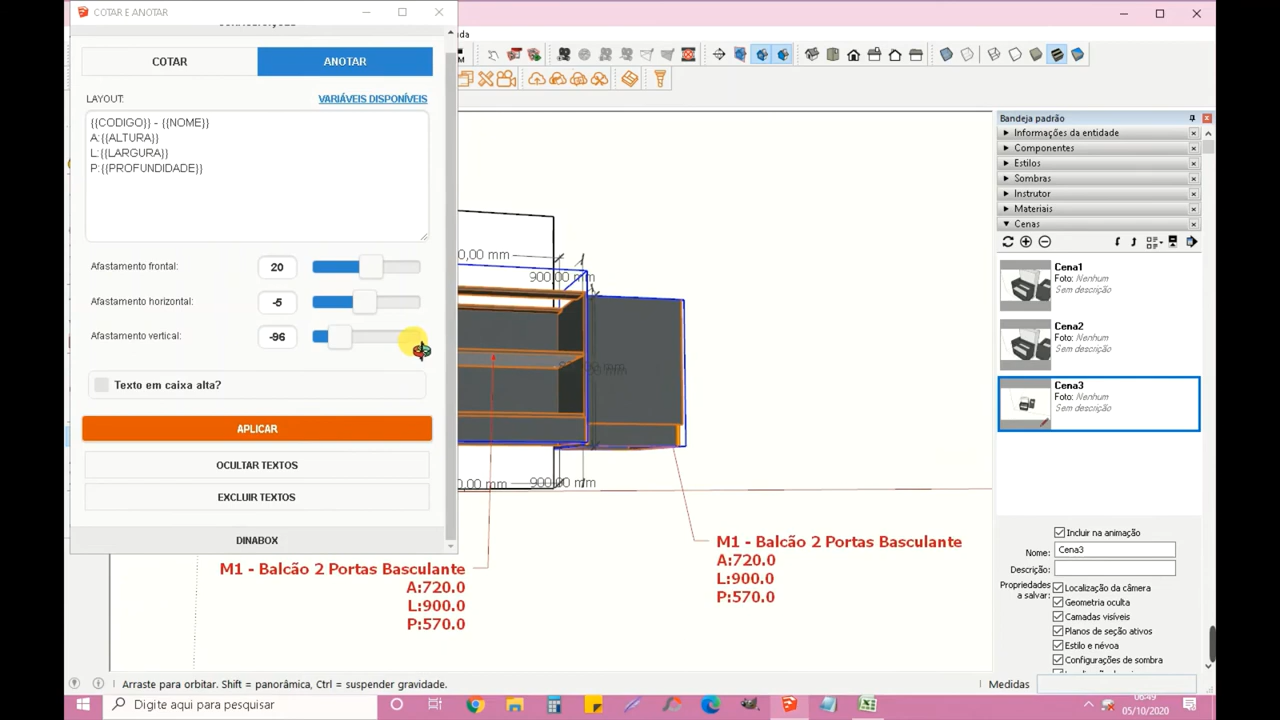 COTAR E ANOTAR
COTAR
ANOTAR
LAYOUT:
VARIÁVEIS DISPONÍVEIS
{{CODIGO}} - {{NOME}}
A:{{ALTURA}}
L:{{LARGURA}}
P:{{PROFUNDIDADE}}
Afastamento frontal:
20
Afastamento horizontal:
-5
Afastamento vertical:
-96
Texto em caixa alta?
APLICAR
OCULTAR TEXTOS
EXCLUIR TEXTOS
DINABOX
900,00 mm
900,00 mm
M1 - Balcão 2 Portas Basculante
A:720.0
L:900.0
P:570.0
M1 - Balcão 2 Portas Basculante
A:720.0
L:900.0
P:570.0
Bandeja padrão
Informações da entidade
Componentes
Estilos
Sombras
Instrutor
Materiais
Cenas
Cena1
Foto: Nenhum
Sem descrição
Cena2
Foto: Nenhum
Sem descrição
Cena3
Foto: Nenhum
Sem descrição
Incluir na animação
Nome: Cena3
Descrição:
Propriedades a salvar:
Localização da câmera
Geometria oculta
Camadas visíveis
Planos de seção ativos
Estilo e névoa
Configurações de sombra
Arraste para orbitar. Shift = panorâmica, Ctrl = suspender gravidade.
Medidas
Digite aqui para pesquisar
06:49
05/10/2020